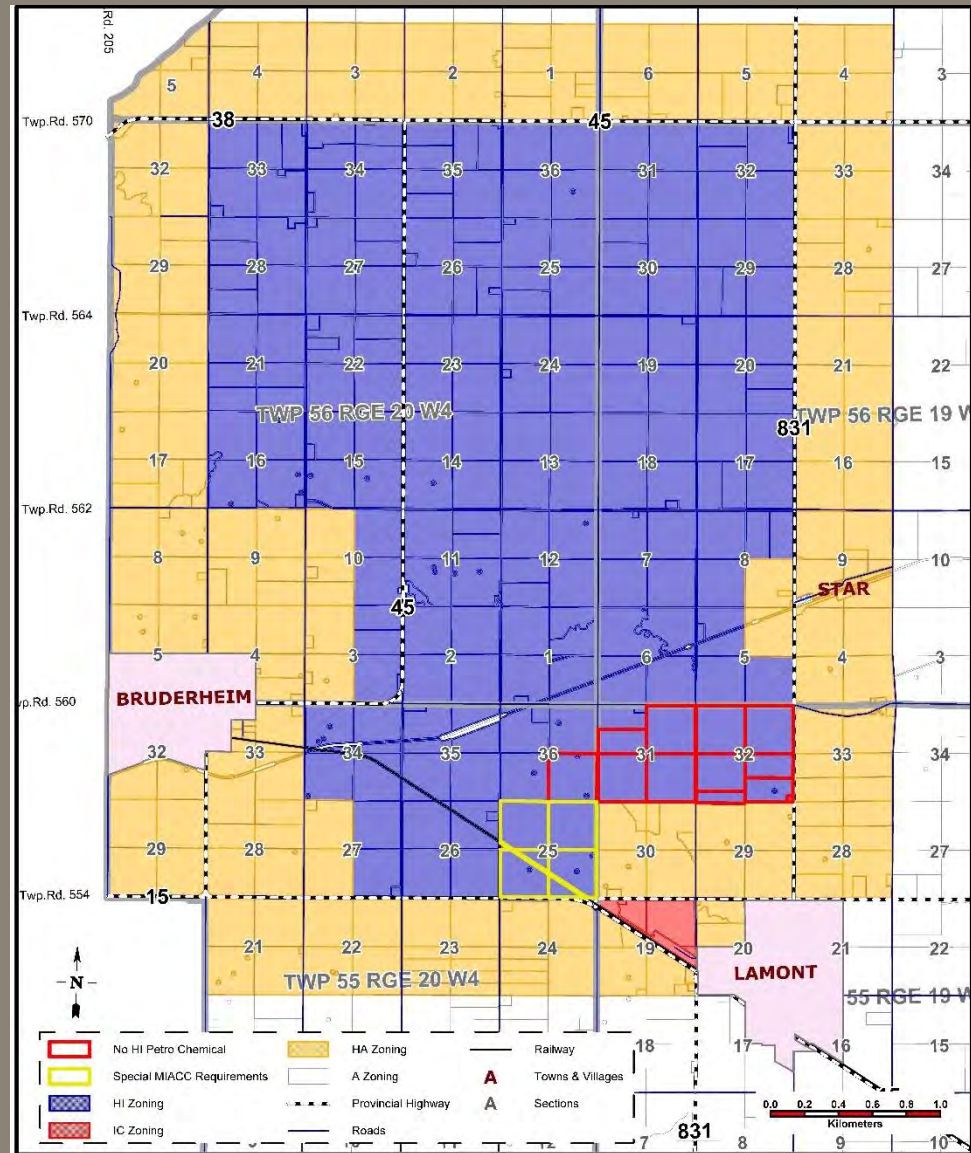 Rd. 205
5 4 3 2 1 6 5 4 3
Twp.Rd. 570
38 45
32 33 34 35 36 31 32 33 34
29 28 27 26 25 30 29 28 27
Twp.Rd. 564
20 21 22 23 24 19 20 21 22
TWP 56 RGE 20 W4
831
TWP 56 RGE 19 W
17 16 15 14 13 18 17 16 15
Twp.Rd. 562
8 9 10 11 12 7 8 9 10
STAR
45
5 4 3 2 1 6 5 4 3
BRUDERHEIM
vp.Rd. 560
32 33 34 35 36 31 32 33 34
29 28 27 26 25 30 29 28 27
Twp.Rd. 554
15
21 22 23 24 19 20 21 22
TWP 55 RGE 20 W4
LAMONT
55 RGE 19 W
N
18 17 16 15
No HI Petro Chemical
Special MIACC Requirements
HI Zoning
IC Zoning
HA Zoning
A Zoning
Provincial Highway
Roads
Railway
A Towns & Villages
A Sections
0.0 0.2 0.4 0.6 0.8 1.0
Kilometers
831
7 8 9 10